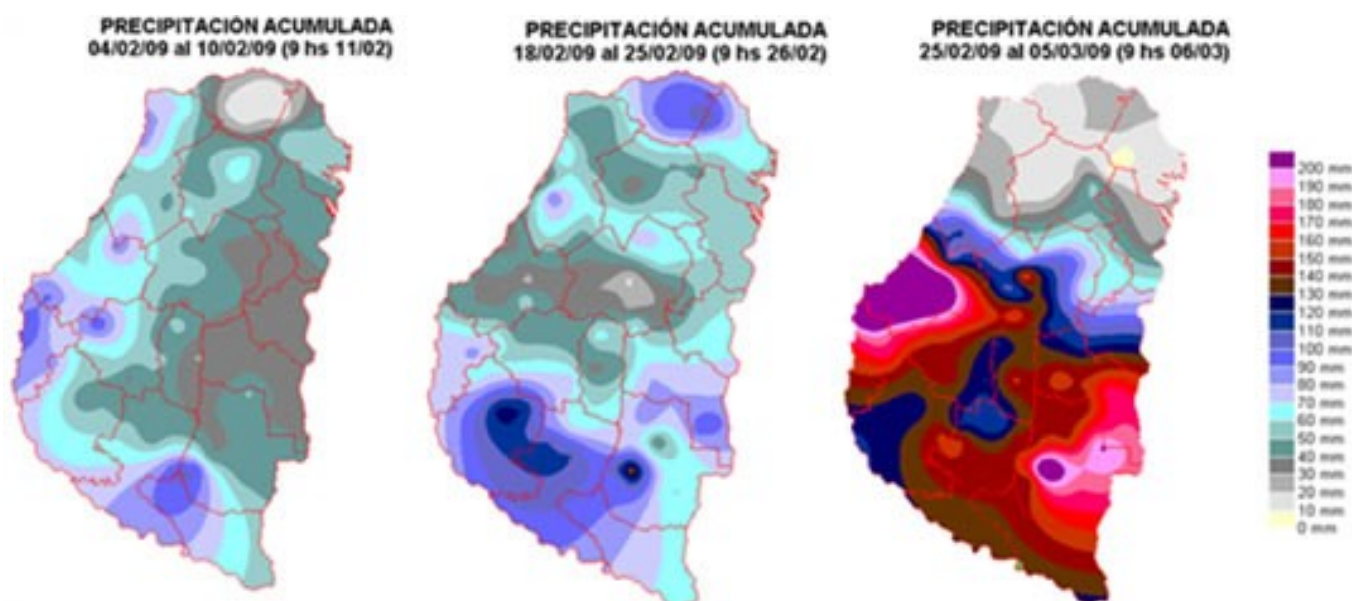 PRECIPITACIÓN ACUMULADA
04/02/09 al 10/02/09 (9 hs 11/02)
PRECIPITACIÓN ACUMULADA
18/02/09 al 25/02/09 (9 hs 26/02)
PRECIPITACIÓN ACUMULADA
25/02/09 al 05/03/09 (9 hs 06/03)
200 mm
190 mm
180 mm
170 mm
160 mm
140 mm
130 mm
120 mm
110 mm
100 mm
90 mm
80 mm
70 mm
60 mm
50 mm
40 mm
30 mm
20 mm
10 mm
0 mm